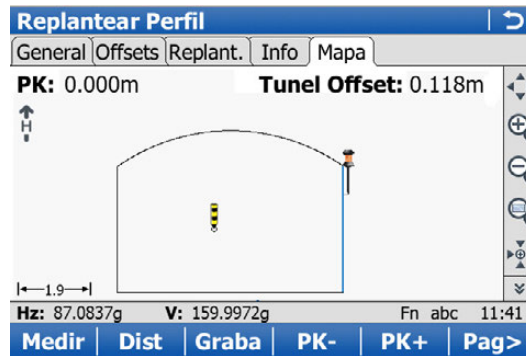 Replantear Perfil
General Offsets Replant. Info Mapa
PK: 0.000m Tunel Offset: 0.118m
H
1.9
Hz: 87.0837g V: 159.9972g Fn abc 11:41
Medir Dist Graba PK- PK+ Pag>